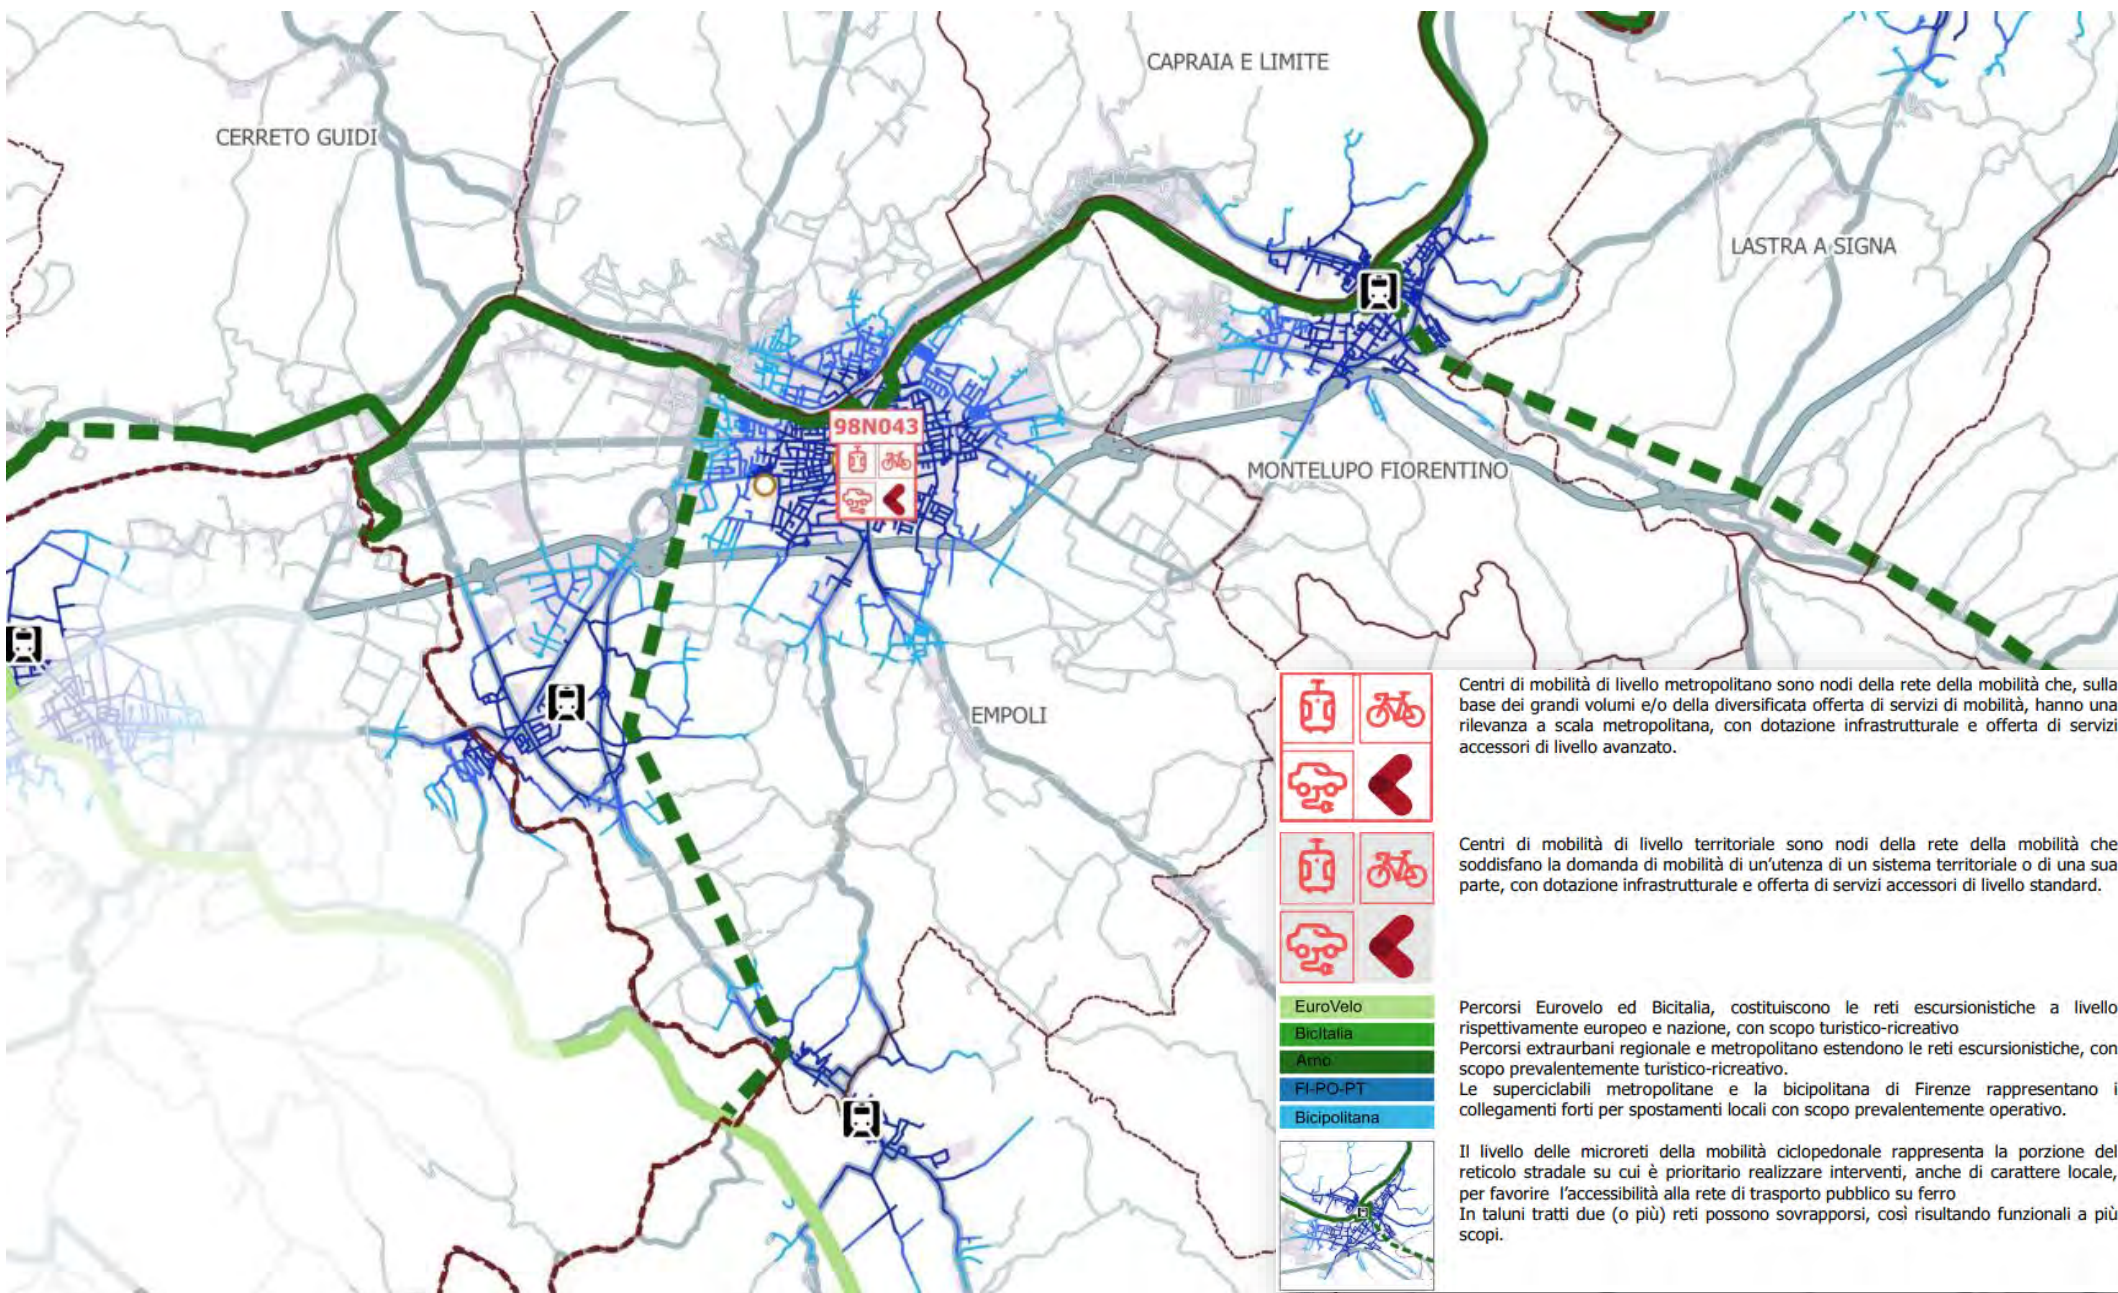 CAPRAIA E LIMITE
CERRETO GUIDI
LASTRA A SIGNA
98N043
MONTELUPO FIORENTINO
EMPOLI
Centri di mobilità di livello metropolitano sono nodi della rete della mobilità che, sulla
base dei grandi volumi e/o della diversificata offerta di servizi di mobilità, hanno una
rilevanza a scala metropolitana, con dotazione infrastrutturale e offerta di servizi
accessori di livello avanzato.
Centri di mobilità di livello territoriale sono nodi della rete della mobilità che
soddisfano la domanda di mobilità di un'utenza di un sistema territoriale o di una sua
parte, con dotazione infrastrutturale e offerta di servizi accessori di livello standard.
EuroVelo
BicItalia
Arno
FI-PO-PT
Bicipolitana
Percorsi Eurovelo ed Bicitalia, costituiscono le reti escursionistiche a livello
rispettivamente europeo e nazione, con scopo turistico-ricreativo
Percorsi extraurbani regionale e metropolitano estendono le reti escursionistiche, con
scopo prevalentemente turistico-ricreativo.
Le superciclabili metropolitane e la bicipolitana di Firenze rappresentano i
collegamenti forti per spostamenti locali con scopo prevalentemente operativo.
Il livello delle microreti della mobilità ciclopedonale rappresenta la porzione del
reticolo stradale su cui è prioritario realizzare interventi, anche di carattere locale,
per favorire l'accessibilità alla rete di trasporto pubblico su ferro
In taluni tratti due (o più) reti possono sovrapporsi, così risultando funzionali a più
scopi.